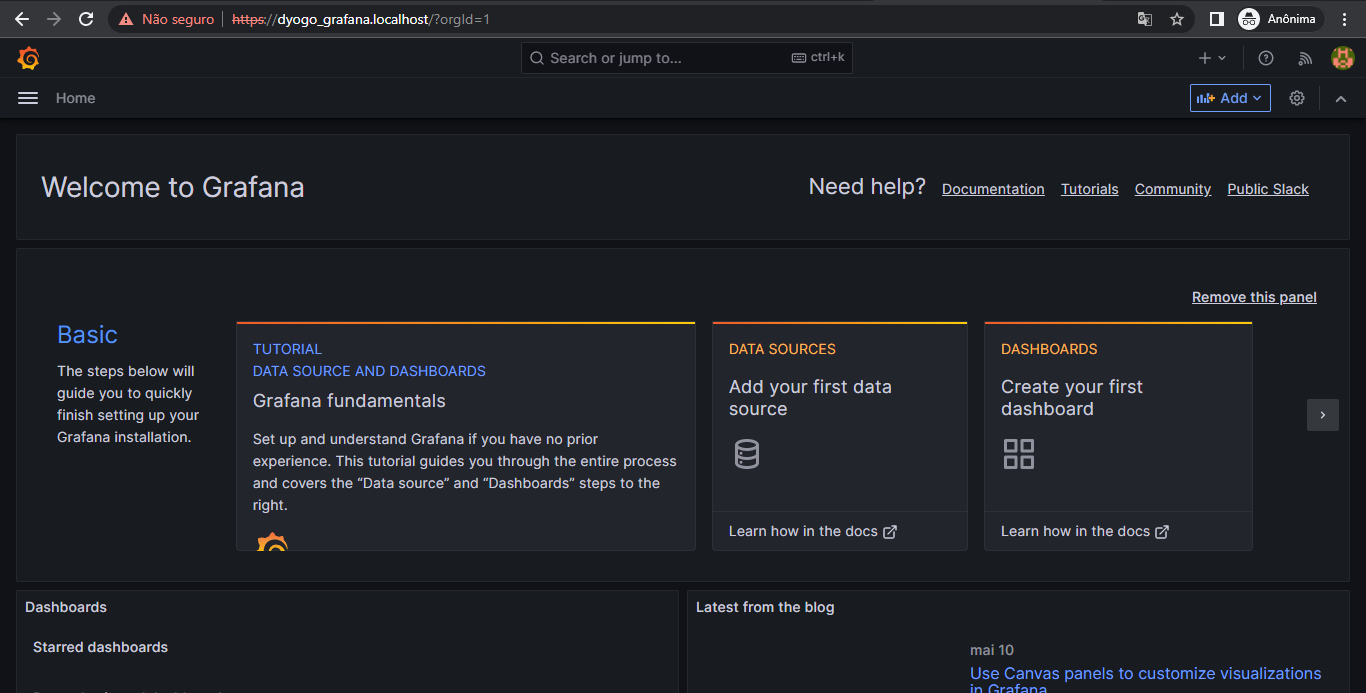 Não seguro
https://dyogo_grafana.localhost/?orgId=1
Anônima
Search or jump to...
ctrl+k
Home
Add
Welcome to Grafana
Need help?
Documentation
Tutorials
Community
Public Slack
Remove this panel
Basic
The steps below will
guide you to quickly
finish setting up your
Grafana installation.
TUTORIAL
DATA SOURCE AND DASHBOARDS
Grafana fundamentals
Set up and understand Grafana if you have no prior
experience. This tutorial guides you through the entire process
and covers the “Data source” and “Dashboards” steps to the
right.
DATA SOURCES
Add your first data
source
Learn how in the docs
DASHBOARDS
Create your first
dashboard
Learn how in the docs
Dashboards
Starred dashboards
Latest from the blog
mai 10
Use Canvas panels to customize visualizations
in Grafana